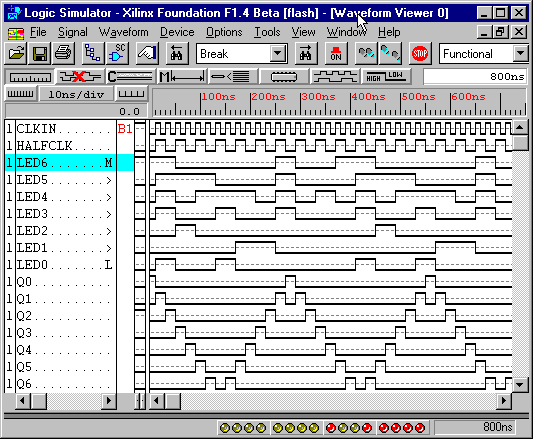 Logic Simulator - Xilinx Foundation F1.4 Beta [flash] - [Waveform Viewer 0]
File Signal Waveform Device Options Tools View Window Help
SC Break ON STOP Functional
C M HIGH LOW 800ns
10ns/div
0.0 100ns 200ns 300ns 400ns 500ns 600ns
1 CLKIN....... B1
1 HALFCLK....
1 LED6........M
1 LED5........>
1 LED4........>
1 LED3........>
1 LED2........>
1 LED1........>
1 LED0........L
1 Q0..........
1 Q1..........
1 Q2..........
1 Q3..........
1 Q4..........
1 Q5..........
1 Q6..........
800ns